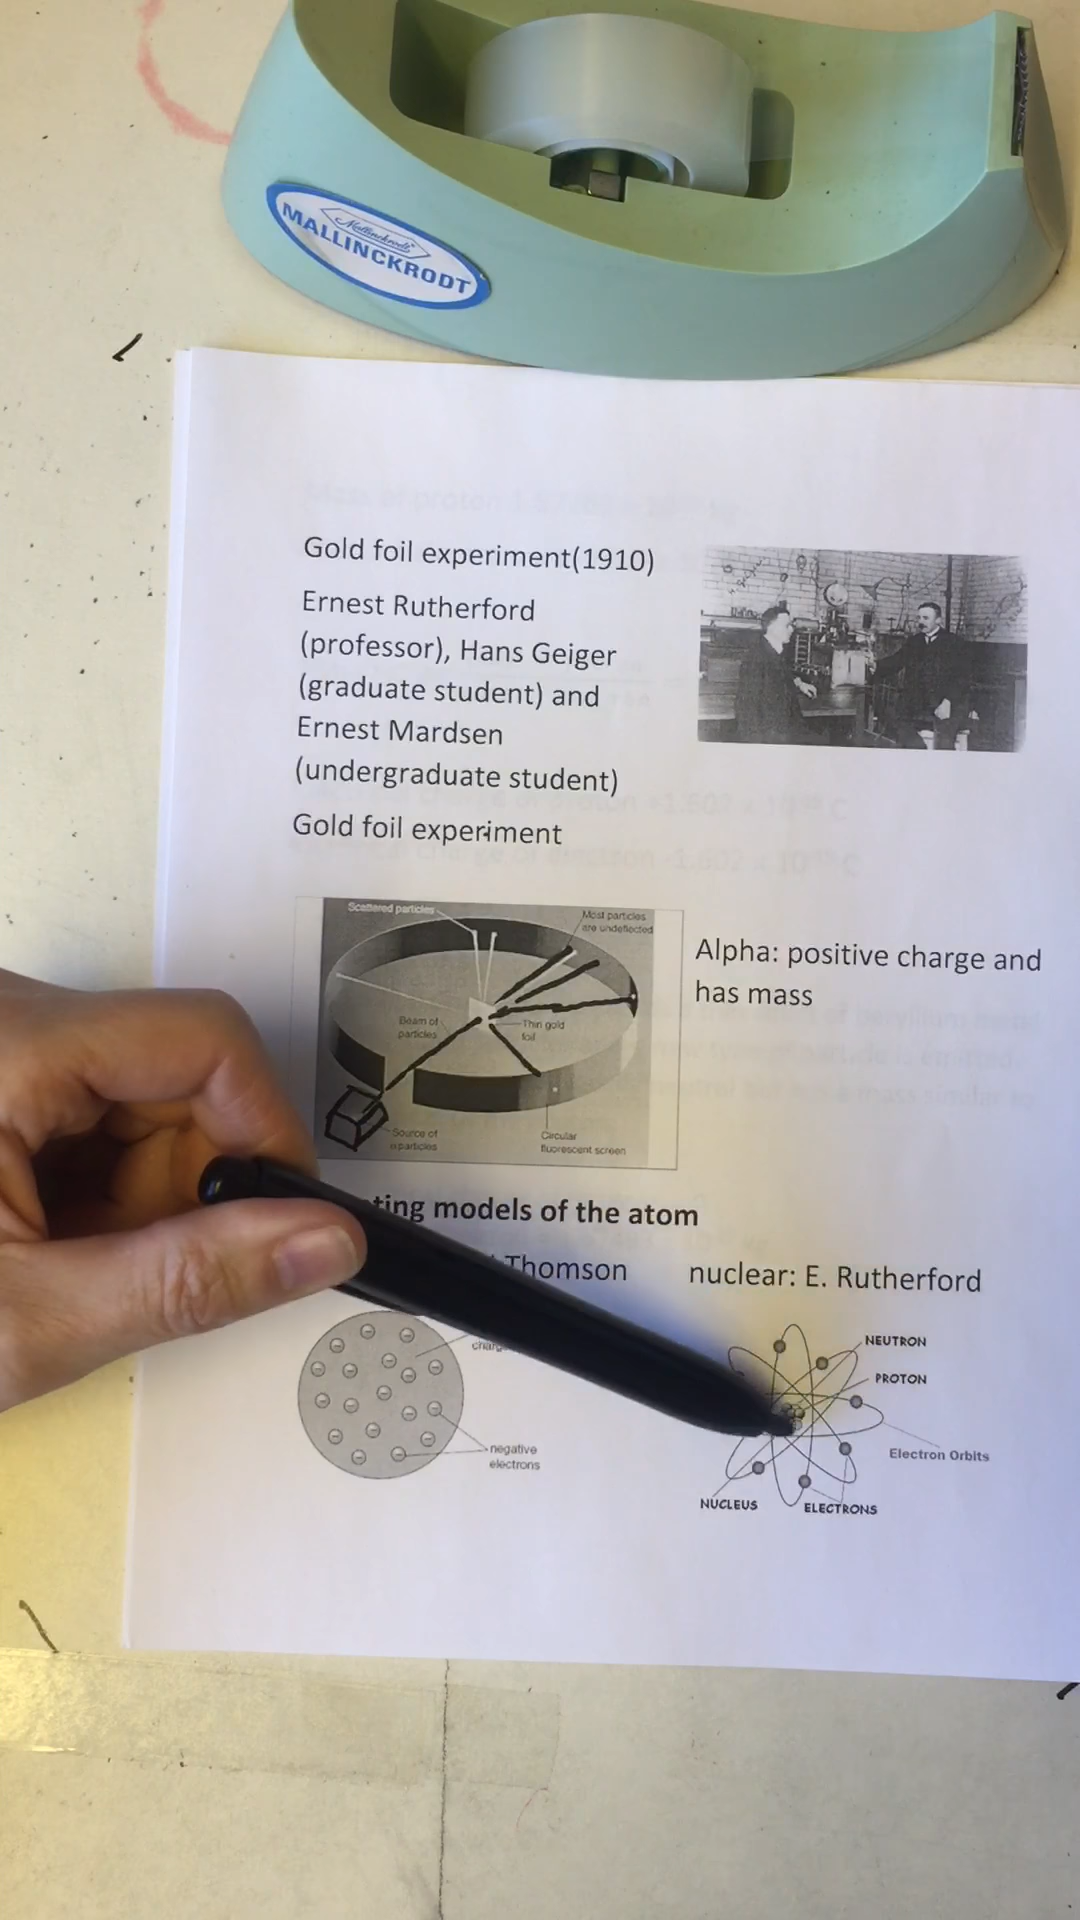 Mallinckrodt
MALLINCKRODT
Gold foil experiment(1910)
Ernest Rutherford
(professor), Hans Geiger
(graduate student) and
Ernest Mardsen
(undergraduate student)
Gold foil experiment
Scattered particles
Most particles
are undeflected
Beam of
particles
Thin gold
foil
Source of
α particles
Circular
fluorescent screen
Alpha: positive charge and
has mass
models of the atom
Thomson
nuclear: E. Rutherford
negative
electrons
NEUTRON
PROTON
Electron Orbits
NUCLEUS
ELECTRONS